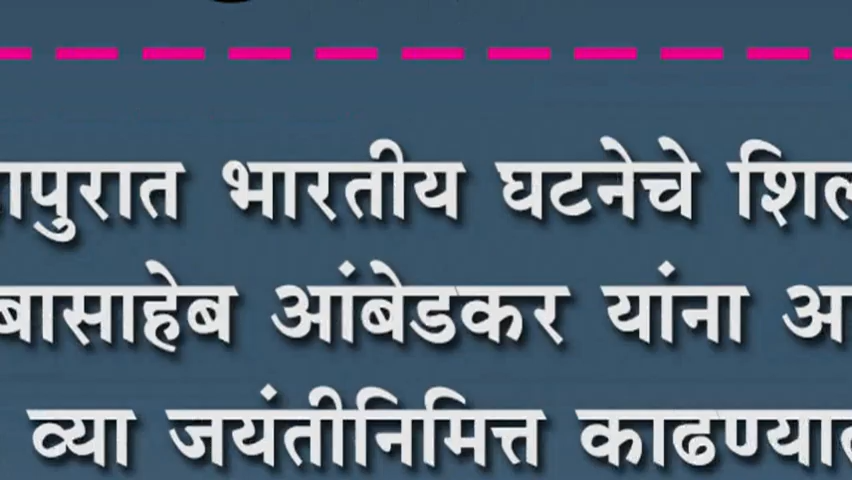 ापुरात भारतीय घटनेचे शिल
बासाहेब आंबेडकर यांना अ
व्या जयंतीनिमित्त काढण्यात